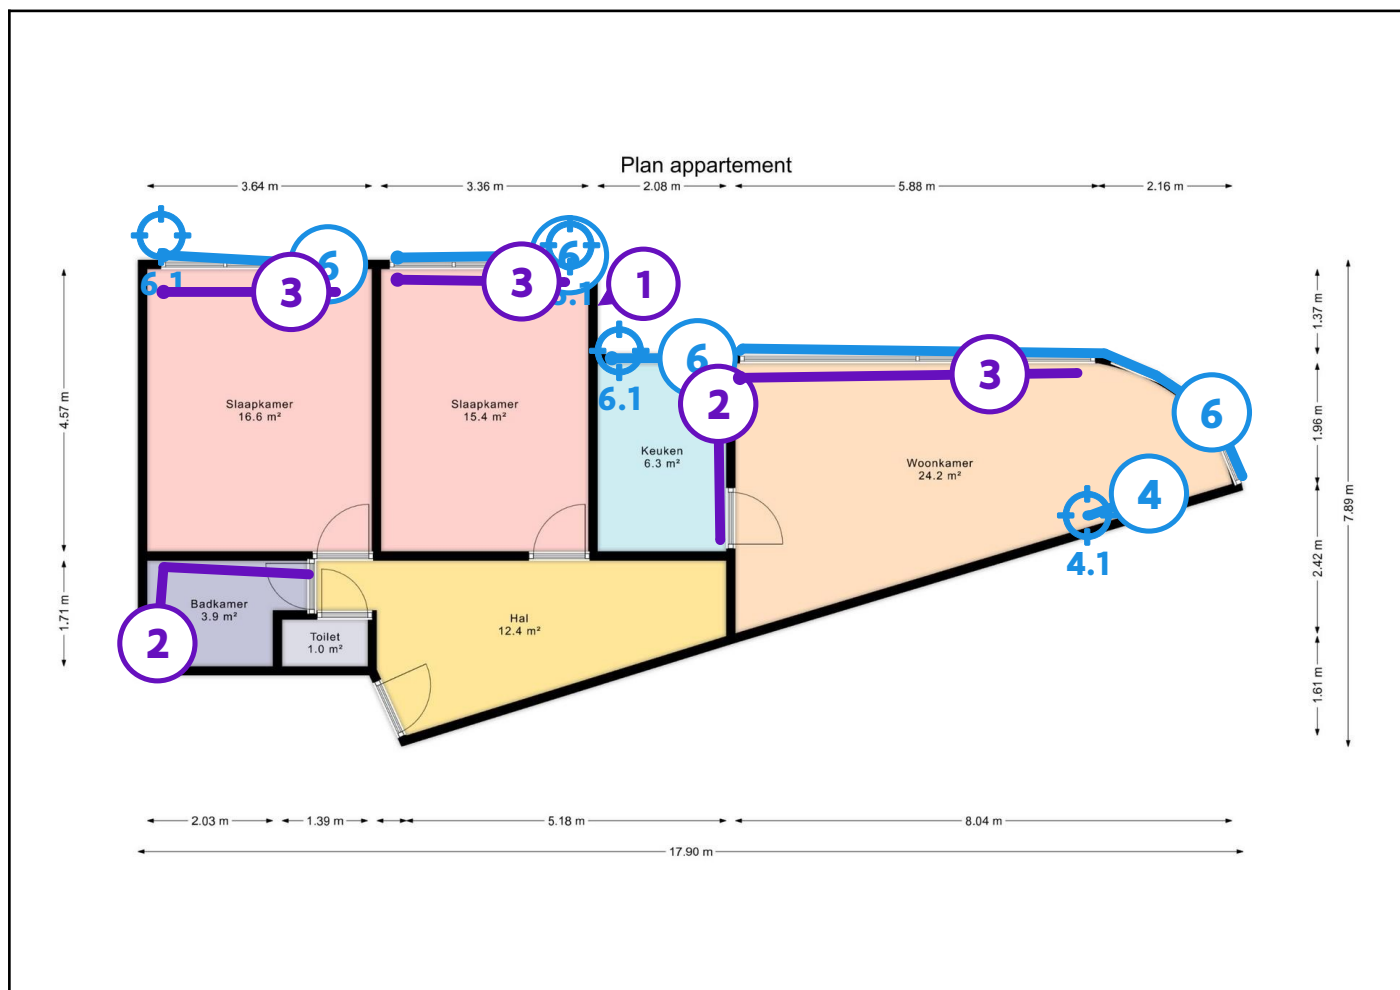 Plan appartement
3.64 m
3.36 m
2.08 m
5.88 m
2.16 m
6
6
1
3
3
6.1
6
3
2
6.1
6
4.57 m
Slaapkamer
16.6 m²
Slaapkamer
15.4 m²
Keuken
6.3 m²
Woonkamer
24.2 m²
4
4.1
1.37 m
1.96 m
2.42 m
1.61 m
7.89 m
1.71 m
Badkamer
3.9 m²
2
Toilet
1.0 m²
Hal
12.4 m²
2.03 m
1.39 m
5.18 m
8.04 m
17.90 m